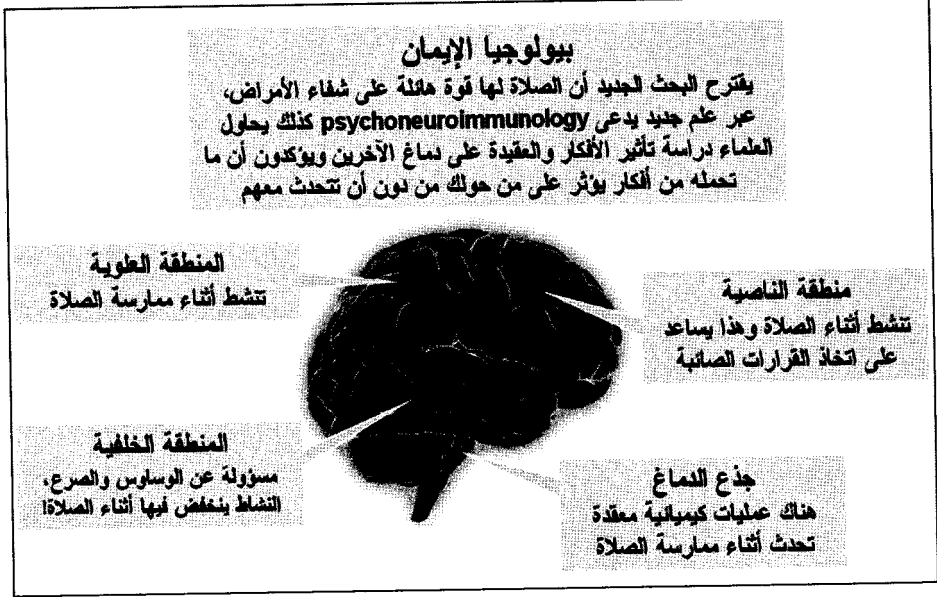 بيولوجيا الإيمان
يقترح البحث الجديد أن الصلاة لها قوة هائلة على شفاء الأمراض،
عبر علم جديد يدعى psychoneuroimmunology كذلك يحاول
العلماء دراسة تأثير الأفكار والعقيدة على دماغ الآخرين ويؤكدون أن ما
تحمله من أفكار يؤثر على من حولك من دون أن تتحدث معهم
منطقة الناصية
تنشط أثناء الصلاة وهذا يساعد
على اتخاذ القرارات الصائبة
المنطقة العلوية
تنشط أثناء ممارسة الصلاة
جذع الدماغ
هناك عمليات كيميائية معقدة
تحدث أثناء ممارسة الصلاة
المنطقة الخلفية
مسؤولة عن الوساوس والصرع،
النشاط ينخفض فيها أثناء الصلاة!